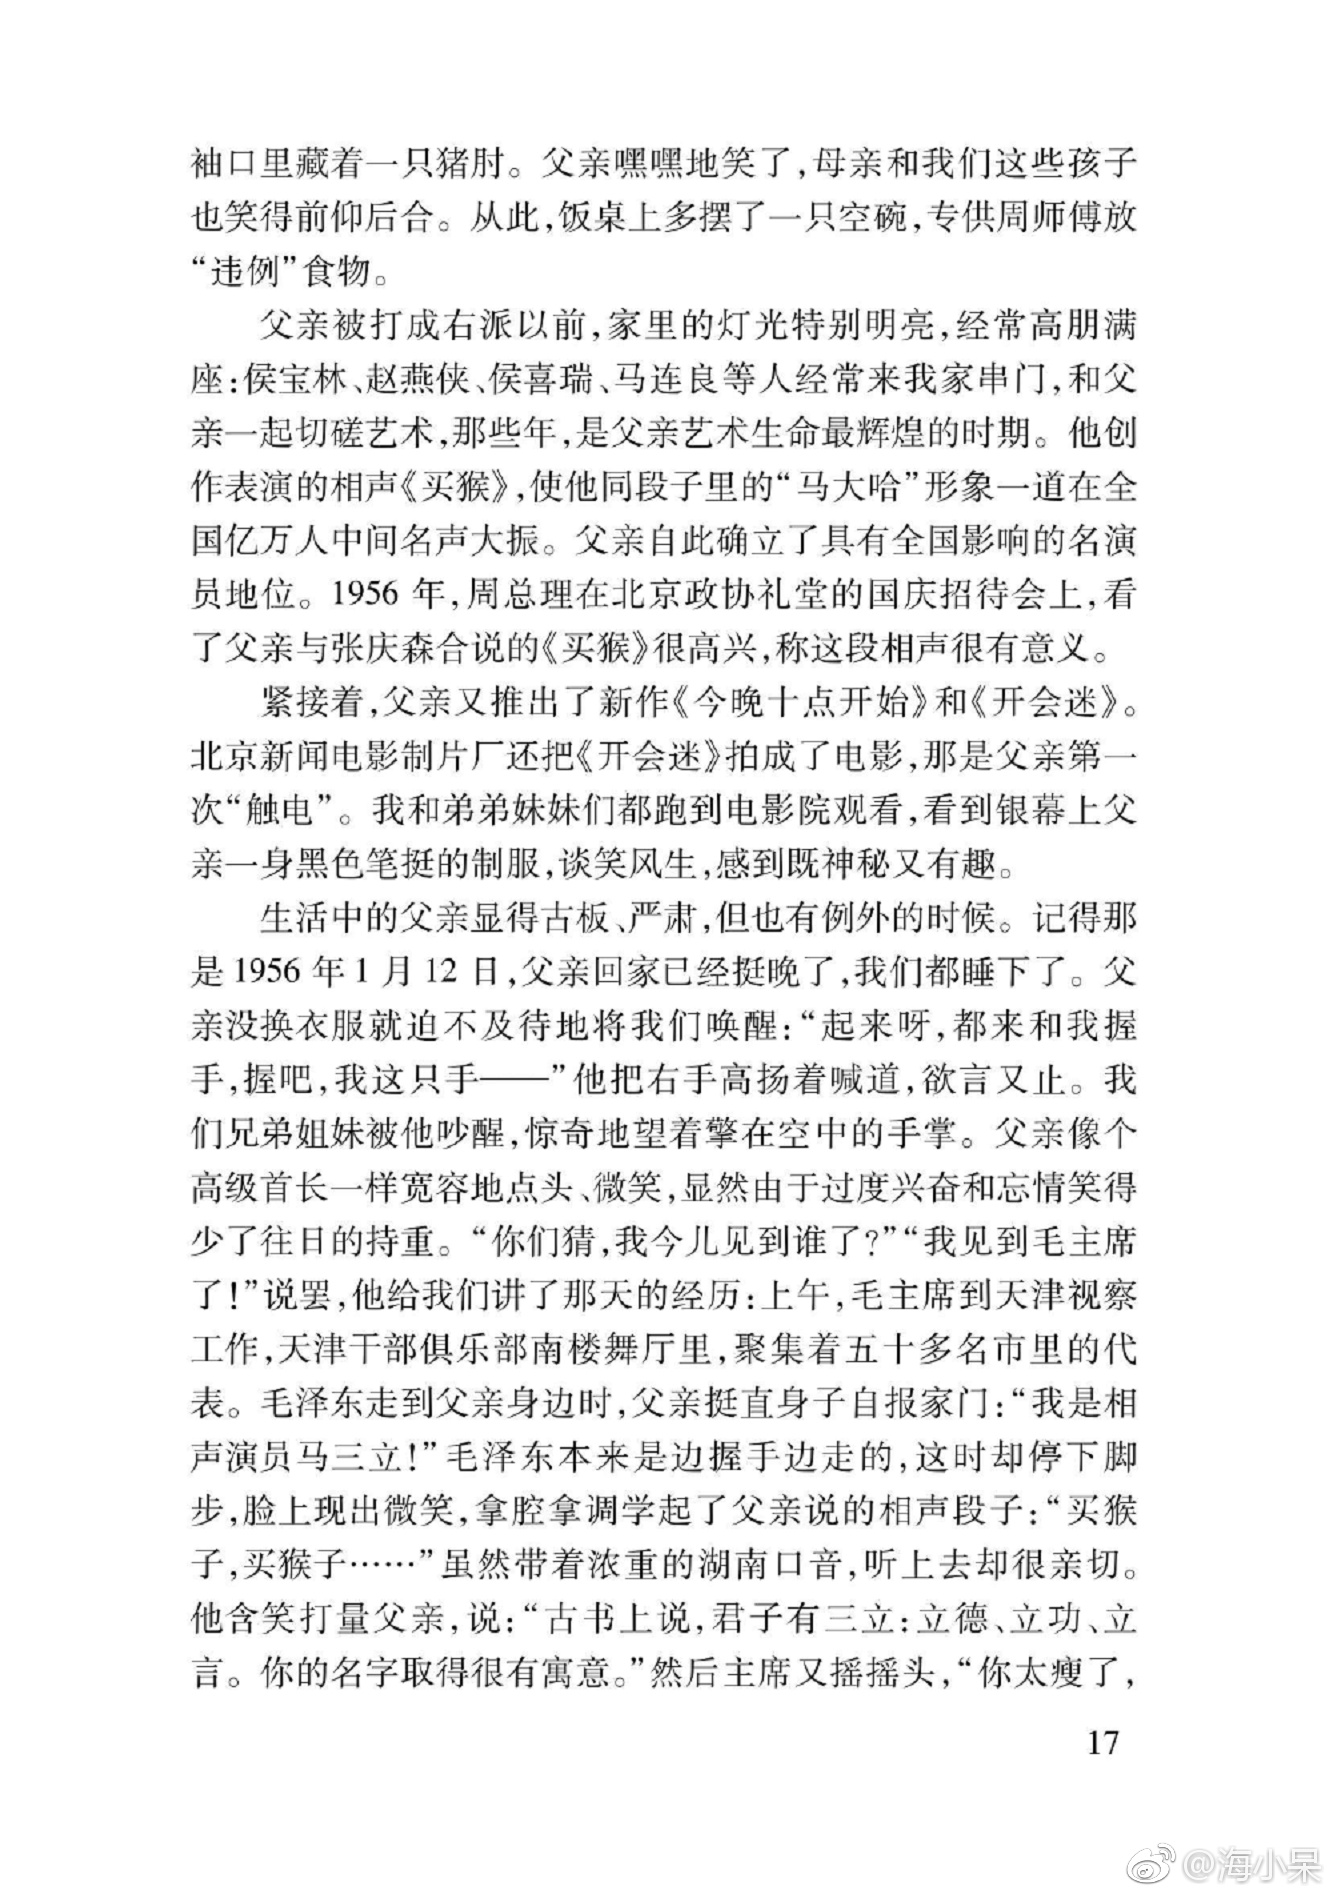 袖口里藏着一只猪肘。父亲嘿嘿地笑了,母亲和我们这些孩子
也笑得前仰后合。从此,饭桌上多摆了一只空碗,专供周师傅放
“违例”食物。
父亲被打成右派以前,家里的灯光特别明亮,经常高朋满
座:侯宝林、赵燕侠、侯喜瑞、马连良等人经常来我家串门,和父
亲一起切磋艺术,那些年,是父亲艺术生命最辉煌的时期。他创
作表演的相声《买猴》,使他同段子里的“马大哈”形象一道在全
国亿万人中间名声大振。父亲自此确立了具有全国影响的名演
员地位。1956 年,周总理在北京政协礼堂的国庆招待会上,看
了父亲与张庆森合说的《买猴》很高兴,称这段相声很有意义。
紧接着,父亲又推出了新作《今晚十点开始》和《开会迷》。
北京新闻电影制片厂还把《开会迷》拍成了电影,那是父亲第一
次“触电”。我和弟弟妹妹们都跑到电影院观看,看到银幕上父
亲一身黑色笔挺的制服,谈笑风生,感到既神秘又有趣。
生活中的父亲显得古板、严肃,但也有例外的时候。记得那
是 1956 年 1 月 12 日,父亲回家已经挺晚了,我们都睡下了。父
亲没换衣服就迫不及待地将我们唤醒:“起来呀,都来和我握
手,握吧,我这只手——”他把右手高扬着喊道,欲言又止。我
们兄弟姐妹被他吵醒,惊奇地望着擎在空中的手掌。父亲像个
高级首长一样宽容地点头、微笑,显然由于过度兴奋和忘情笑得
少了往日的持重。“你们猜,我今儿见到谁了?”“我见到毛主席
了!”说罢,他给我们讲了那天的经历:上午,毛主席到天津视察
工作,天津干部俱乐部南楼舞厅里,聚集着五十多名市里的代
表。毛泽东走到父亲身边时,父亲挺直身子自报家门:“我是相
声演员马三立!”毛泽东本来是边握手边走的,这时却停下脚
步,脸上现出微笑,拿腔拿调学起了父亲说的相声段子:“买猴
子,买猴子……”虽然带着浓重的湖南口音,听上去却很亲切。
他含笑打量父亲,说:“古书上说,君子有三立:立德、立功、立
言。你的名字取得很有寓意。”然后主席又摇摇头,“你太瘦了,
17
@海小呆